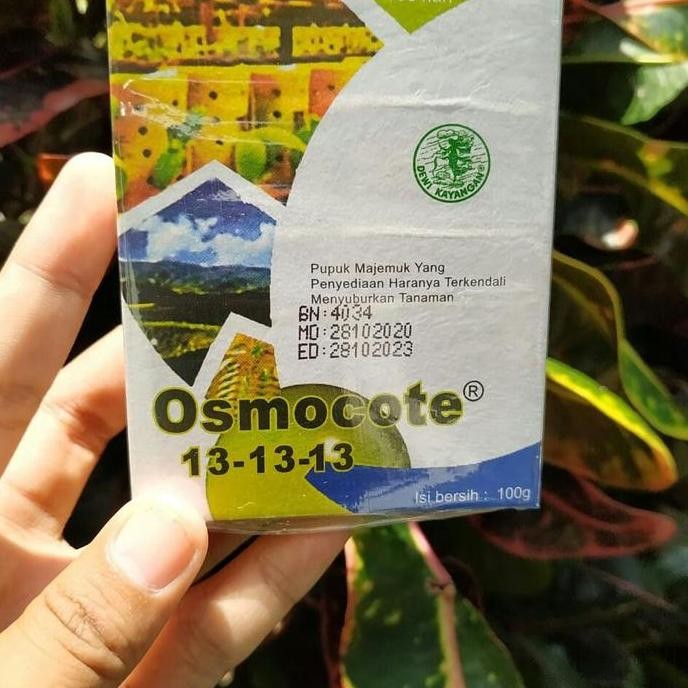 DEWI KAYANGAN
Pupuk Majemuk Yang
Penyediaan Haranya Terkendali
Menyuburkan Tanaman
BN:4034
MD:28102020
ED:28102023
Osmocote®
13-13-13
Isi bersih : 100g